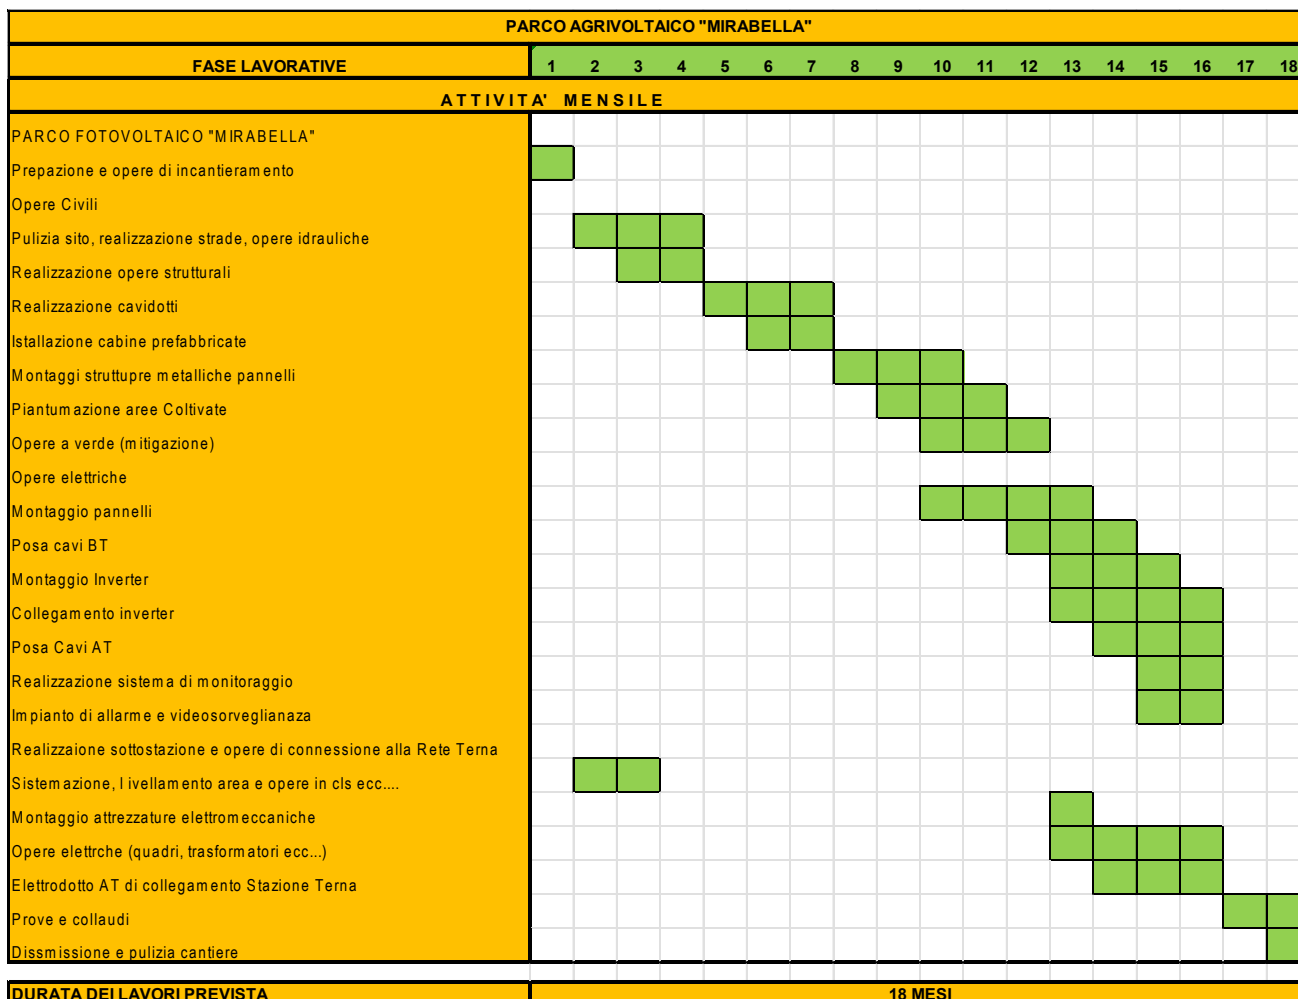 PARCO AGRIVOLTAICO "MIRABELLA"
FASE LAVORATIVE 1 2 3 4 5 6 7 8 9 10 11 12 13 14 15 16 17 18
ATTIVITA' MENSILE
PARCO FOTOVOLTAICO "MIRABELLA"
Prepazione e opere di incantieramento
Opere Civili
Pulizia sito, realizzazione strade, opere idrauliche
Realizzazione opere strutturali
Realizzazione cavidotti
Istallazione cabine prefabbricate
Montaggi struttupre metalliche pannelli
Piantumazione aree Coltivate
Opere a verde (mitigazione)
Opere elettriche
Montaggio pannelli
Posa cavi BT
Montaggio Inverter
Collegamento inverter
Posa Cavi AT
Realizzazione sistema di monitoraggio
Impianto di allarme e videosorveglianaza
Realizzaione sottostazione e opere di connessione alla Rete Terna
Sistemazione, l ivellamento area e opere in cls ecc....
Montaggio attrezzature elettromeccaniche
Opere elettrche (quadri, trasformatori ecc...)
Elettrodotto AT di collegamento Stazione Terna
Prove e collaudi
Dissmissione e pulizia cantiere
DURATA DEI LAVORI PREVISTA 18 MESI